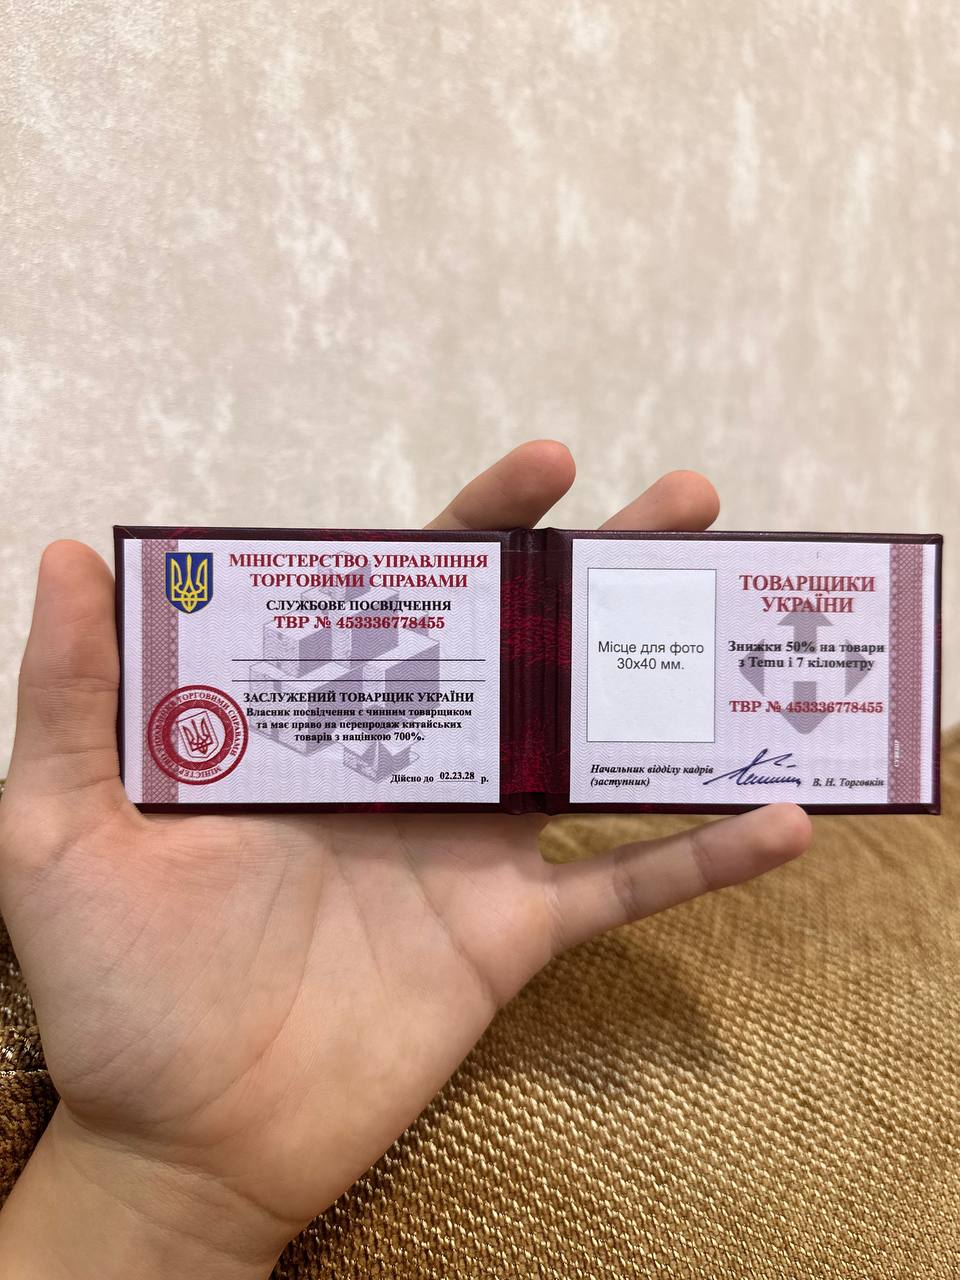 МІНІСТЕРСТВО УПРАВЛІННЯ
ТОРГОВИМИ СПРАВАМИ
СЛУЖБОВЕ ПОСВІДЧЕННЯ
ТВР № 453336778455
ЗАСЛУЖЕНИЙ ТОВАРЩИК УКРАЇНИ
Власник посвідчення є чинним товарщиком
та має право на перепродаж китайських
товарів з націнкою 700%.
Дійсно до 02.23.28 р.
МІНІСТЕРСТВО УПРАВЛІННЯ ТОРГОВИМИ СПРАВАМИ
Місце для фото
30х40 мм.
ТОВАРЩИКИ
УКРАЇНИ
Знижки 50% на товари
з Temu і 7 кілометру
ТВР № 453336778455
Начальник відділу кадрів
(заступник)
В. Н. Торговкін